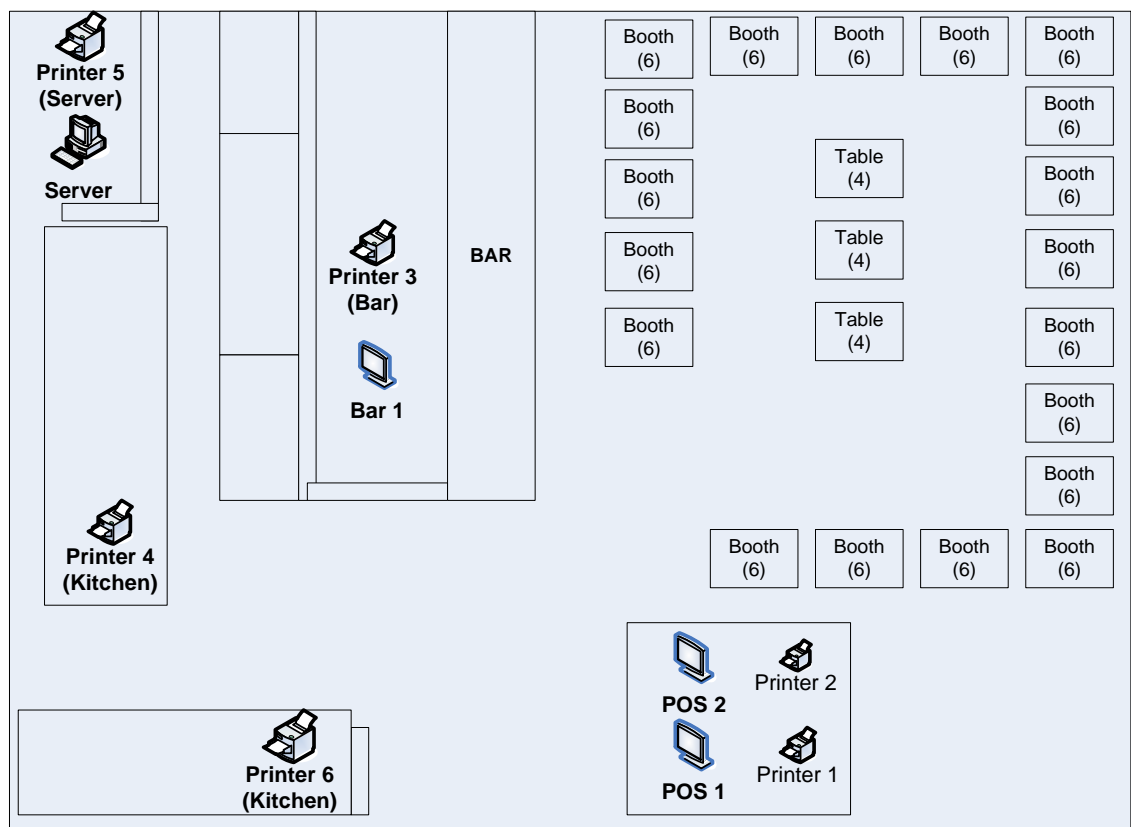 Printer 5
(Server)
Server
Printer 3
(Bar)
Bar 1
BAR
Printer 4
(Kitchen)
Printer 6
(Kitchen)
Booth
(6)
Booth
(6)
Booth
(6)
Booth
(6)
Booth
(6)
Booth
(6)
Booth
(6)
Booth
(6)
Booth
(6)
Table
(4)
Table
(4)
Table
(4)
Booth
(6)
Booth
(6)
Booth
(6)
Booth
(6)
Booth
(6)
Booth
(6)
Booth
(6)
Booth
(6)
Booth
(6)
Booth
(6)
POS 2
Printer 2
POS 1
Printer 1